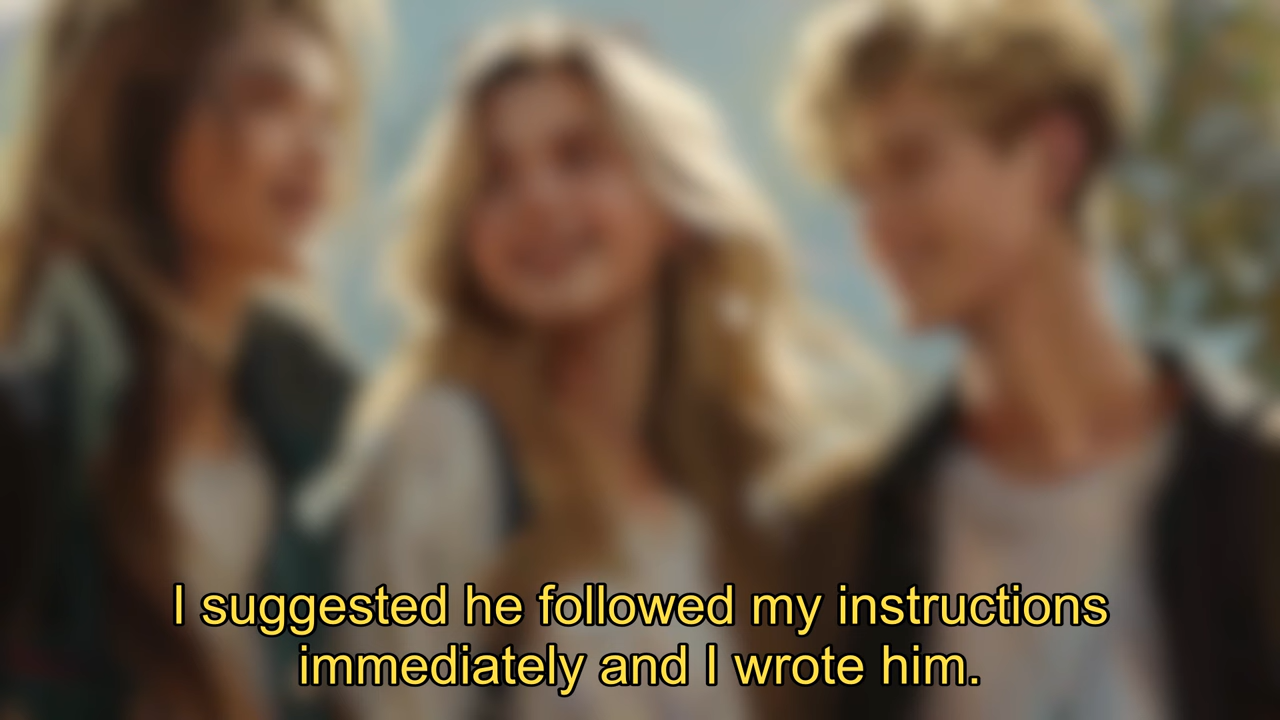 I suggested he followed my instructions
immediately and I wrote him.